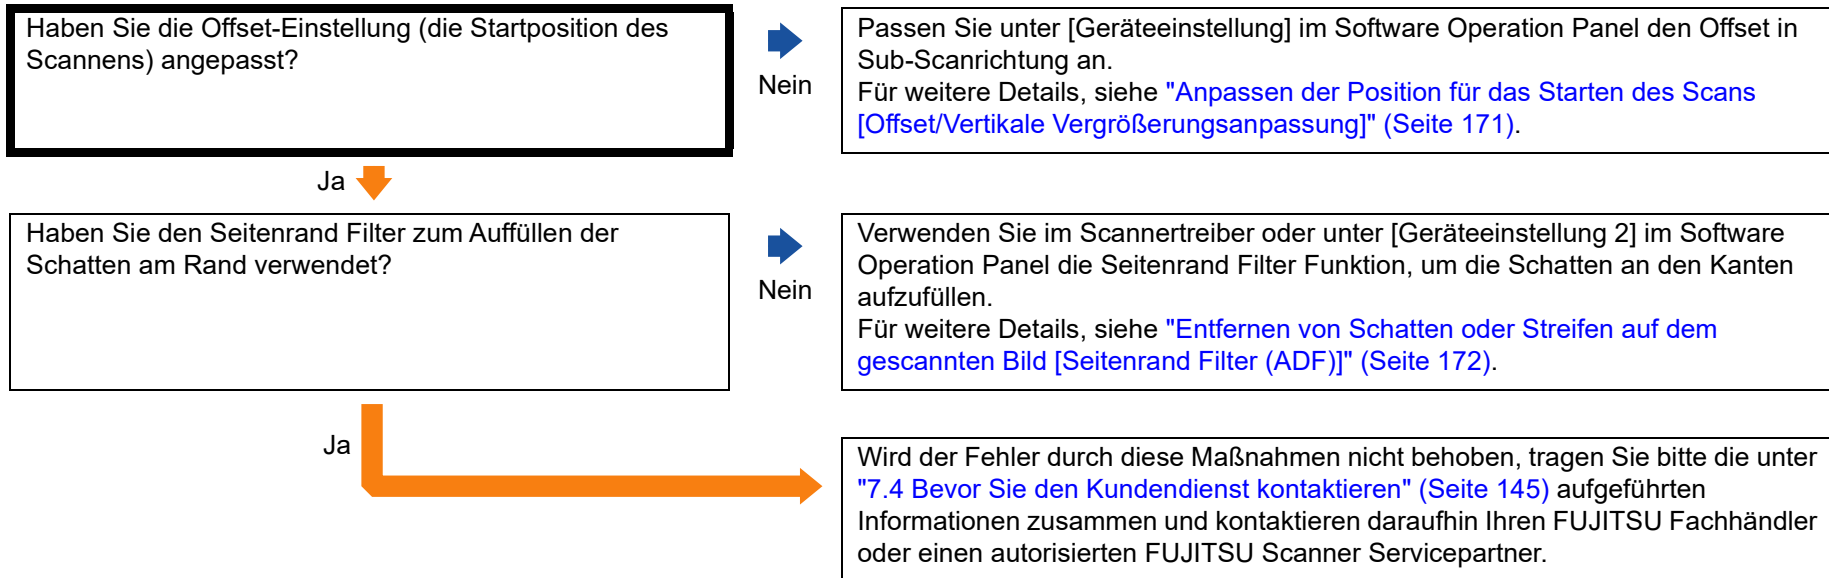 Haben Sie die Offset-Einstellung (die Startposition des
Scannens) angepasst?
Nein
Passen Sie unter [Geräteeinstellung] im Software Operation Panel den Offset in
Sub-Scanrichtung an.
Für weitere Details, siehe "Anpassen der Position für das Starten des Scans
[Offset/Vertikale Vergrößerungsanpassung]" (Seite 171).
Ja
Haben Sie den Seitenrand Filter zum Auffüllen der
Schatten am Rand verwendet?
Nein
Verwenden Sie im Scannertreiber oder unter [Geräteeinstellung 2] im Software
Operation Panel die Seitenrand Filter Funktion, um die Schatten an den Kanten
aufzufüllen.
Für weitere Details, siehe "Entfernen von Schatten oder Streifen auf dem
gescannten Bild [Seitenrand Filter (ADF)]" (Seite 172).
Ja
Wird der Fehler durch diese Maßnahmen nicht behoben, tragen Sie bitte die unter
"7.4 Bevor Sie den Kundendienst kontaktieren" (Seite 145) aufgeführten
Informationen zusammen und kontaktieren daraufhin Ihren FUJITSU Fachhändler
oder einen autorisierten FUJITSU Scanner Servicepartner.